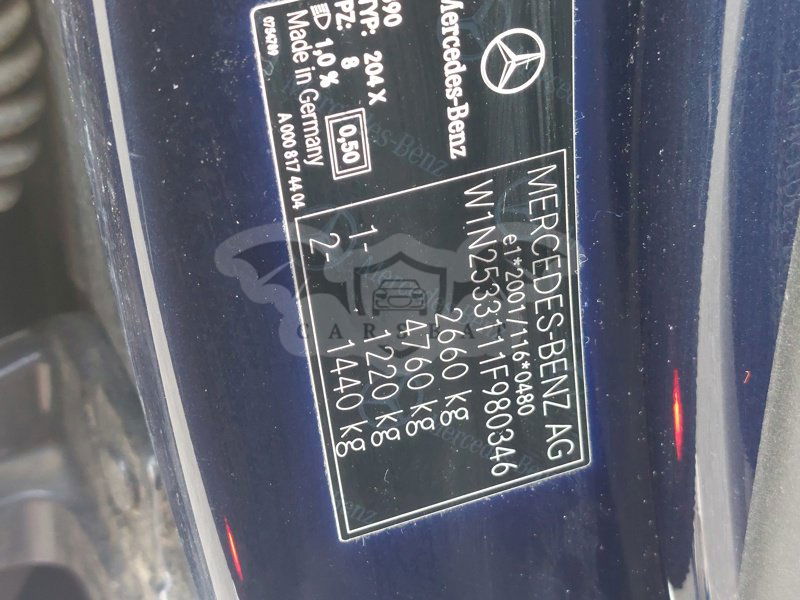 Mercedes-Benz
MERCEDES-BENZ AG
e1*2001/116*0480
W1N2533111F980346
2660 kg
4760 kg
1- 1220 kg
2- 1440 kg
TYP: 204 X
PZ: 8
1,0 %
0,50
Made in Germany
A 000 817 44 04